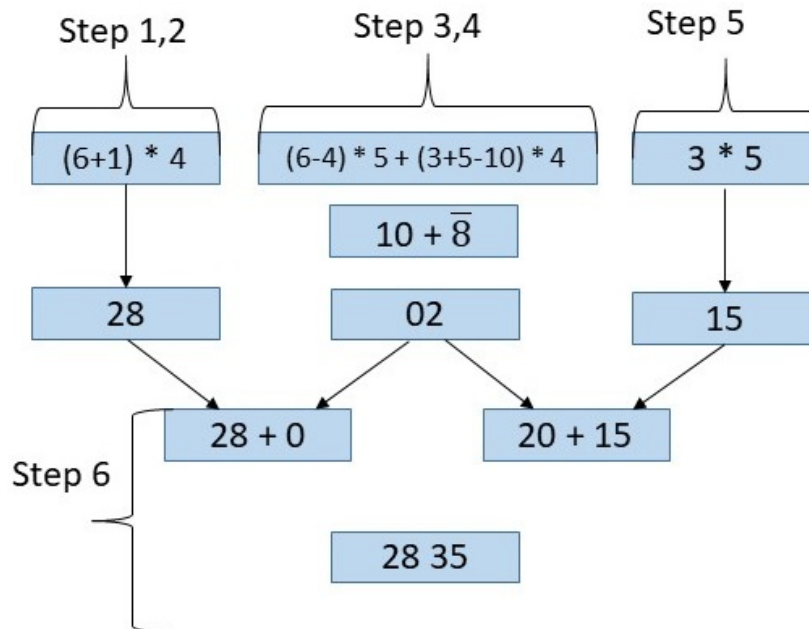 Step 1,2
Step 3,4
Step 5
(6+1) * 4
(6-4) * 5 + (3+5-10) * 4
3 * 5
10 + 8̅
28
02
15
28 + 0
20 + 15
Step 6
28 35